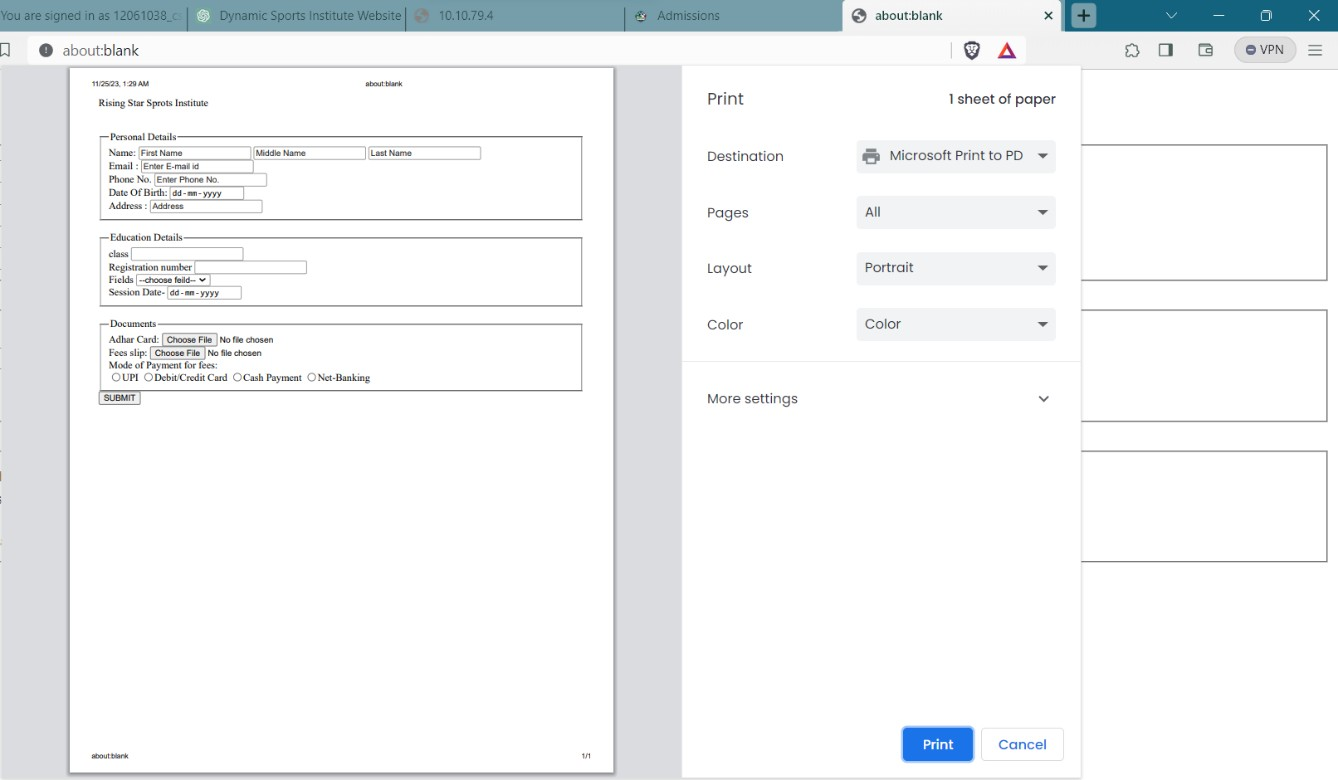 You are signed in as 12061038_c
Dynamic Sports Institute Website
10.10.79.4
Admissions
about:blank
about:blank
VPN
11/25/23, 1:29 AM about:blank
Rising Star Sprots Institute
Personal Details
Name: First Name Middle Name Last Name
Email : Enter E-mail id
Phone No. Enter Phone No.
Date Of Birth: dd-mm-yyyy
Address : Address
Education Details
class
Registration number
Fields --choose feild--
Session Date- dd-mm-yyyy
Documents
Adhar Card: Choose File No file chosen
Fees slip: Choose File No file chosen
Mode of Payment for fees:
UPI Debit/Credit Card Cash Payment Net-Banking
SUBMIT
about:blank 1/1
Print 1 sheet of paper
Destination Microsoft Print to PD
Pages All
Layout Portrait
Color Color
More settings
Print Cancel